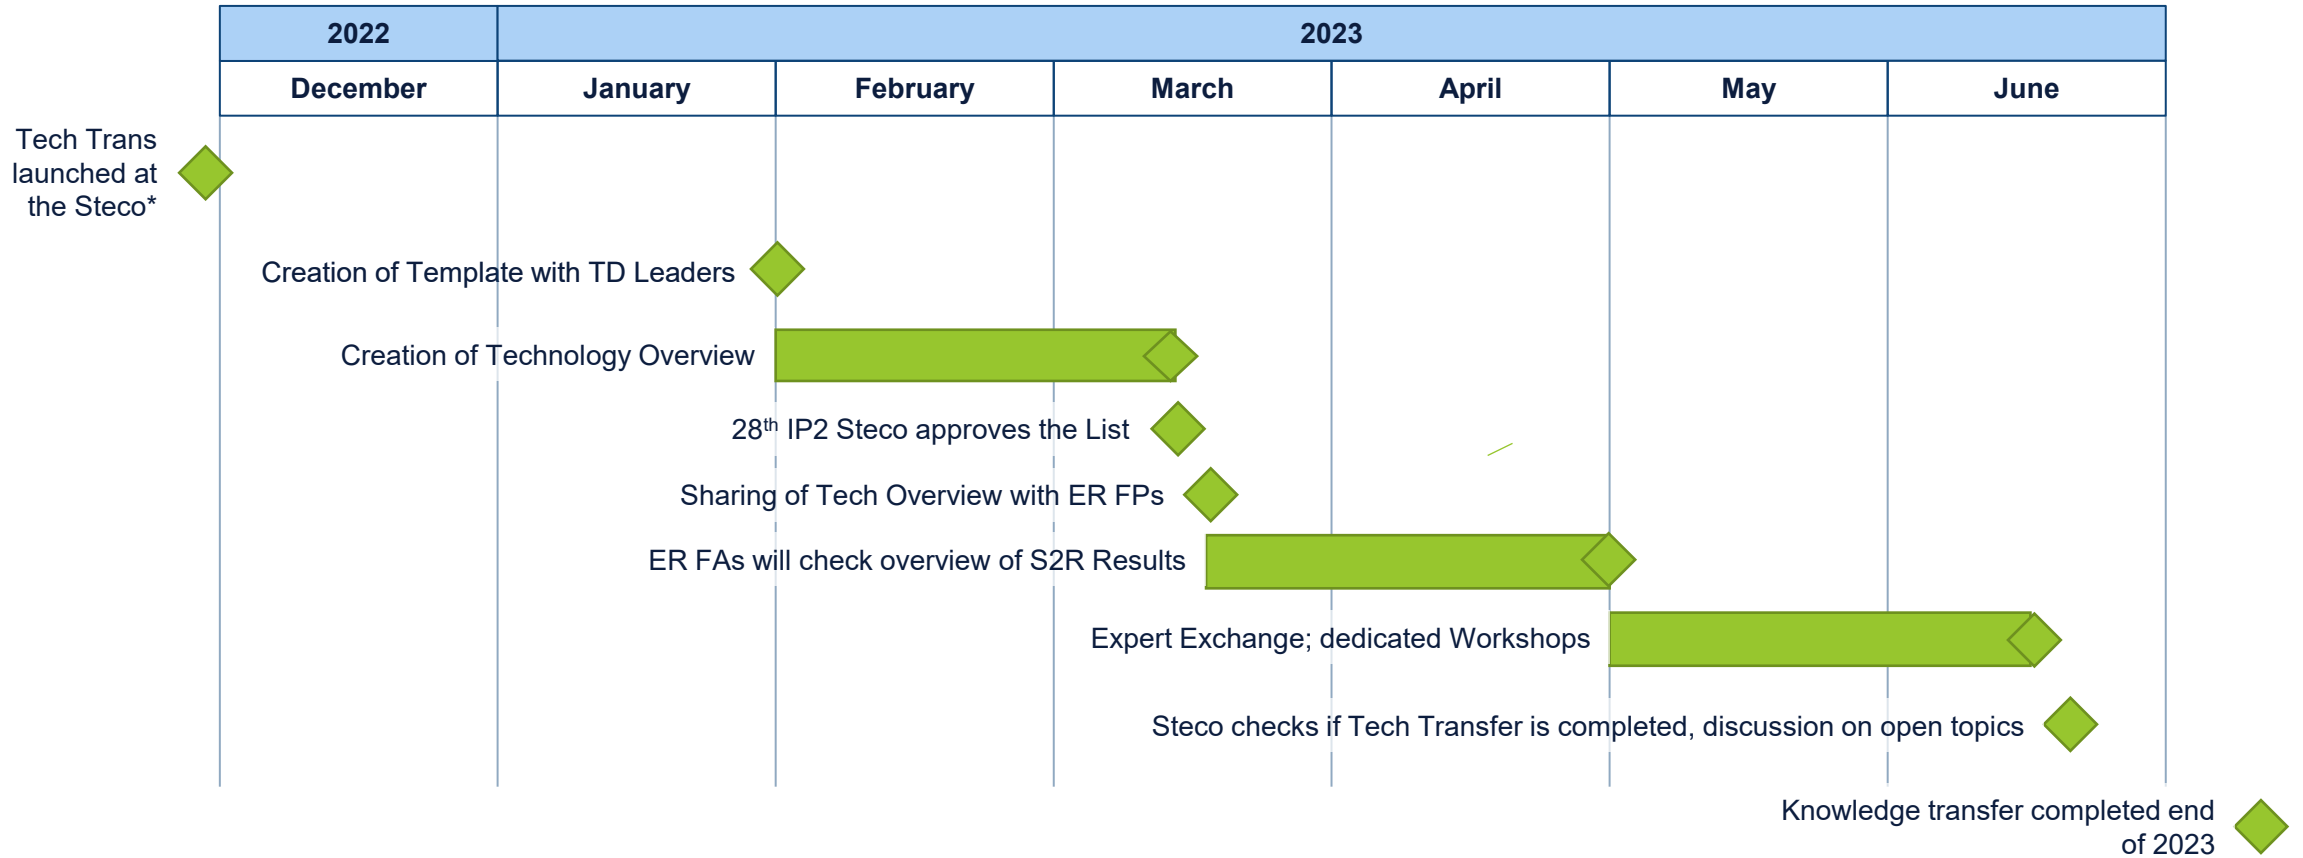 2022
2023
December
January
February
March
April
May
June
Tech Trans
launched at
the Steco*
Creation of Template with TD Leaders
Creation of Technology Overview
28th IP2 Steco approves the List
Sharing of Tech Overview with ER FPs
ER FAs will check overview of S2R Results
Expert Exchange; dedicated Workshops
Steco checks if Tech Transfer is completed, discussion on open topics
Knowledge transfer completed end
of 2023